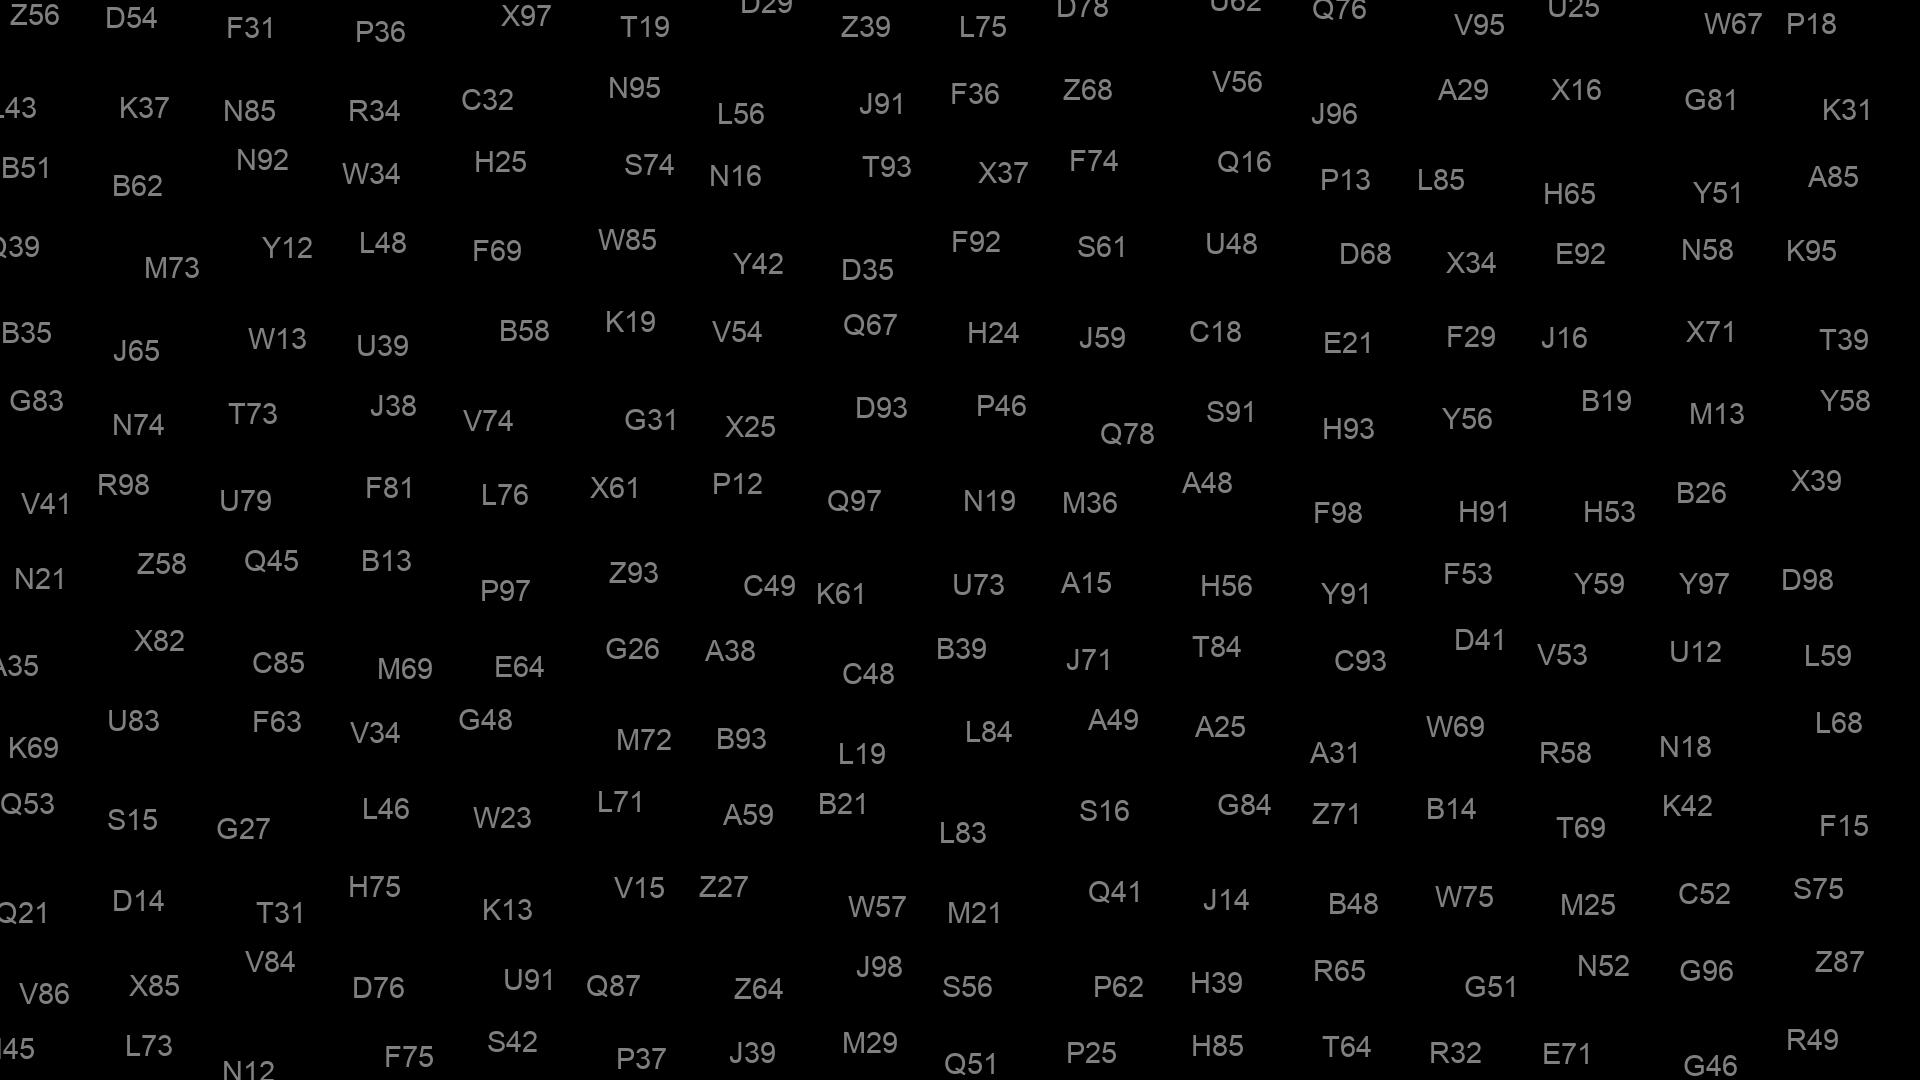 Z56 D54 F31 P36 X97 T19 D29 Z39 L75 D78 U62 Q76 V95 U25 W67 P18
L43 K37 N85 R34 C32 N95 L56 J91 F36 Z68 V56 J96 A29 X16 G81 K31
B51 B62 N92 W34 H25 S74 N16 T93 X37 F74 Q16 P13 L85 H65 Y51 A85
Q39 M73 Y12 L48 F69 W85 Y42 D35 F92 S61 U48 D68 X34 E92 N58 K95
B35 J65 W13 U39 B58 K19 V54 Q67 H24 J59 C18 E21 F29 J16 X71 T39
G83 N74 T73 J38 V74 G31 X25 D93 P46 Q78 S91 H93 Y56 B19 M13 Y58
V41 R98 U79 F81 L76 X61 P12 Q97 N19 M36 A48 F98 H91 H53 B26 X39
N21 Z58 Q45 B13 P97 Z93 C49 K61 U73 A15 H56 Y91 F53 Y59 Y97 D98
A35 X82 C85 M69 E64 G26 A38 C48 B39 J71 T84 C93 D41 V53 U12 L59
K69 U83 F63 V34 G48 M72 B93 L19 L84 A49 A25 A31 W69 R58 N18 L68
Q53 S15 G27 L46 W23 L71 A59 B21 L83 S16 G84 Z71 B14 T69 K42 F15
Q21 D14 T31 H75 K13 V15 Z27 W57 M21 Q41 J14 B48 W75 M25 C52 S75
V86 X85 V84 D76 U91 Q87 Z64 J98 S56 P62 H39 R65 G51 N52 G96 Z87
L73 N12 F75 S42 P37 J39 M29 Q51 P25 H85 T64 R32 E71 G46 R49